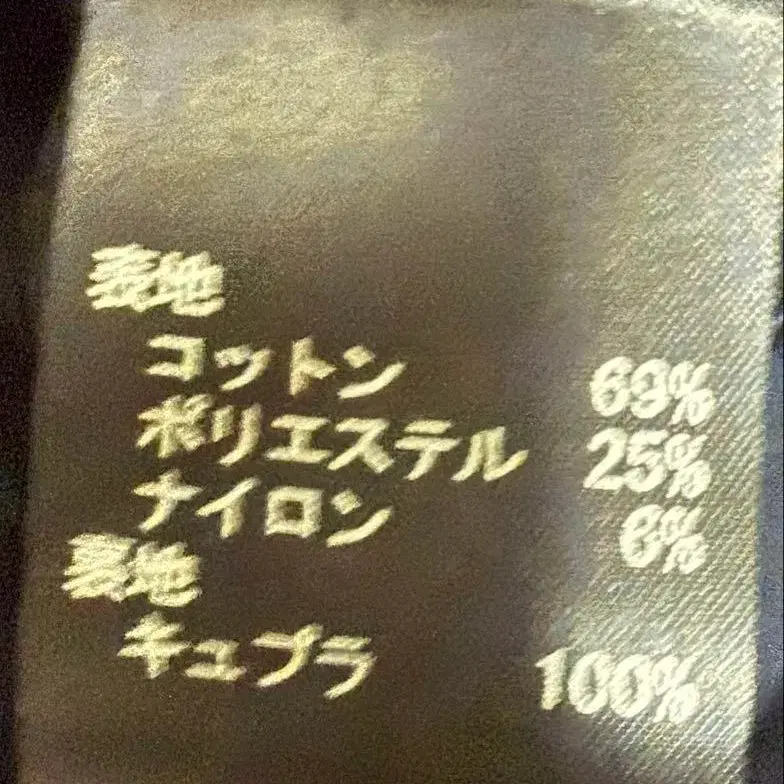 表地
コットン 69%
ポリエステル 25%
ナイロン 6%
裏地
キュプラ 100%